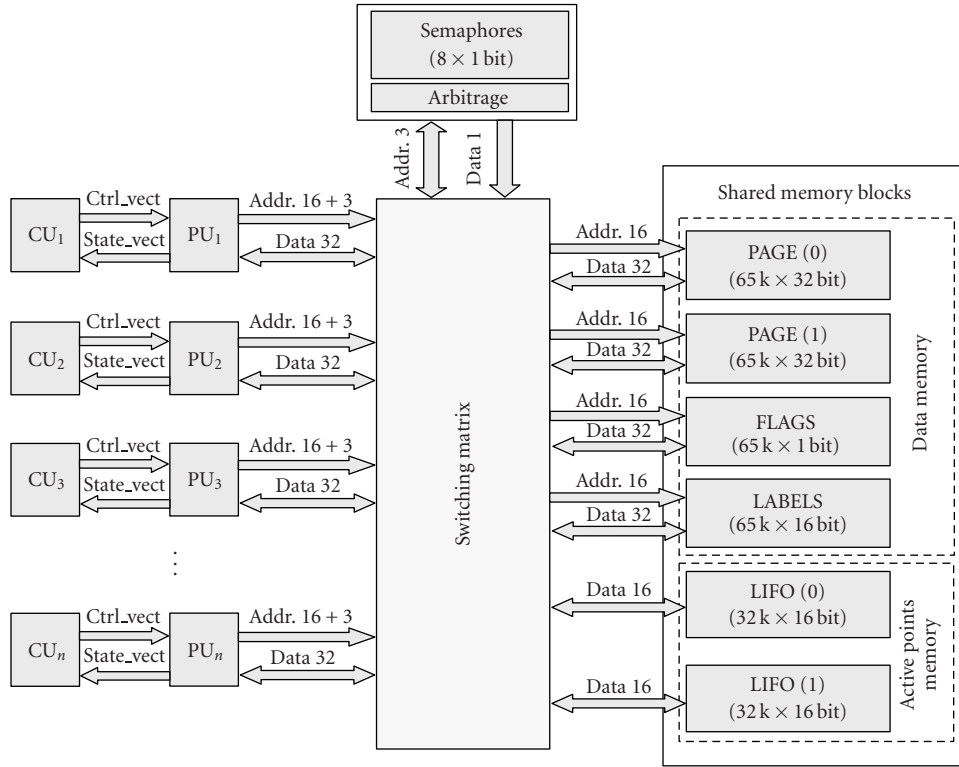 Semaphores
(8 × 1 bit)
Arbitrage
Addr. 3
Data 1
Ctrl_vect
State_vect
CU1
PU1
Addr. 16 + 3
Data 32
Ctrl_vect
State_vect
CU2
PU2
Addr. 16 + 3
Data 32
Ctrl_vect
State_vect
CU3
PU3
Addr. 16 + 3
Data 32
...
Ctrl_vect
State_vect
CUn
PUn
Addr. 16 + 3
Data 32
Switching matrix
Shared memory blocks
Addr. 16
Data 32
PAGE (0)
(65 k × 32 bit)
Addr. 16
Data 32
PAGE (1)
(65 k × 32 bit)
Addr. 16
Data 32
FLAGS
(65 k × 1 bit)
Addr. 16
Data 32
LABELS
(65 k × 16 bit)
Data memory
Data 16
LIFO (0)
(32 k × 16 bit)
Data 16
LIFO (1)
(32 k × 16 bit)
Active points
memory